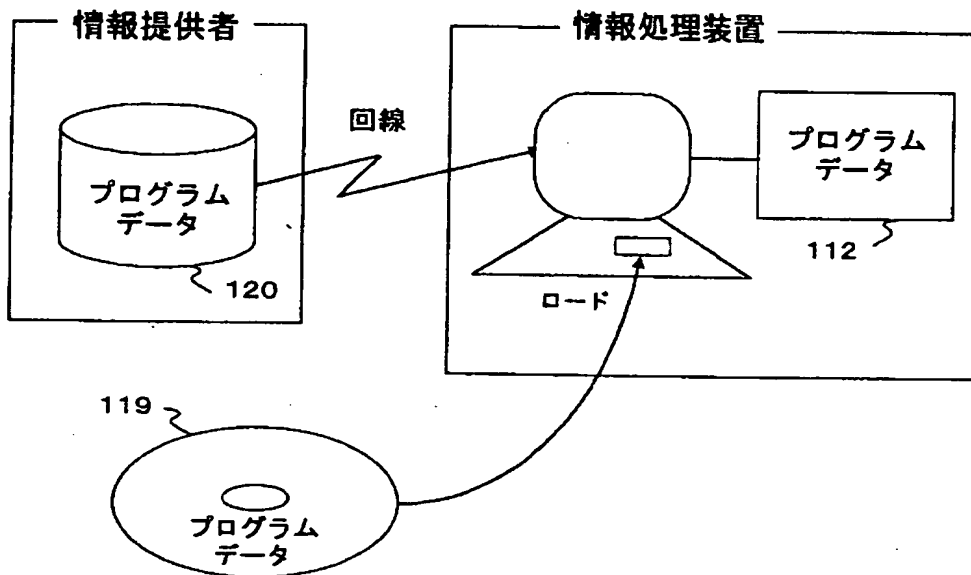 情報提供者
情報処理装置
回線
プログラム
データ
120
プログラム
データ
112
ロード
119
プログラム
データ